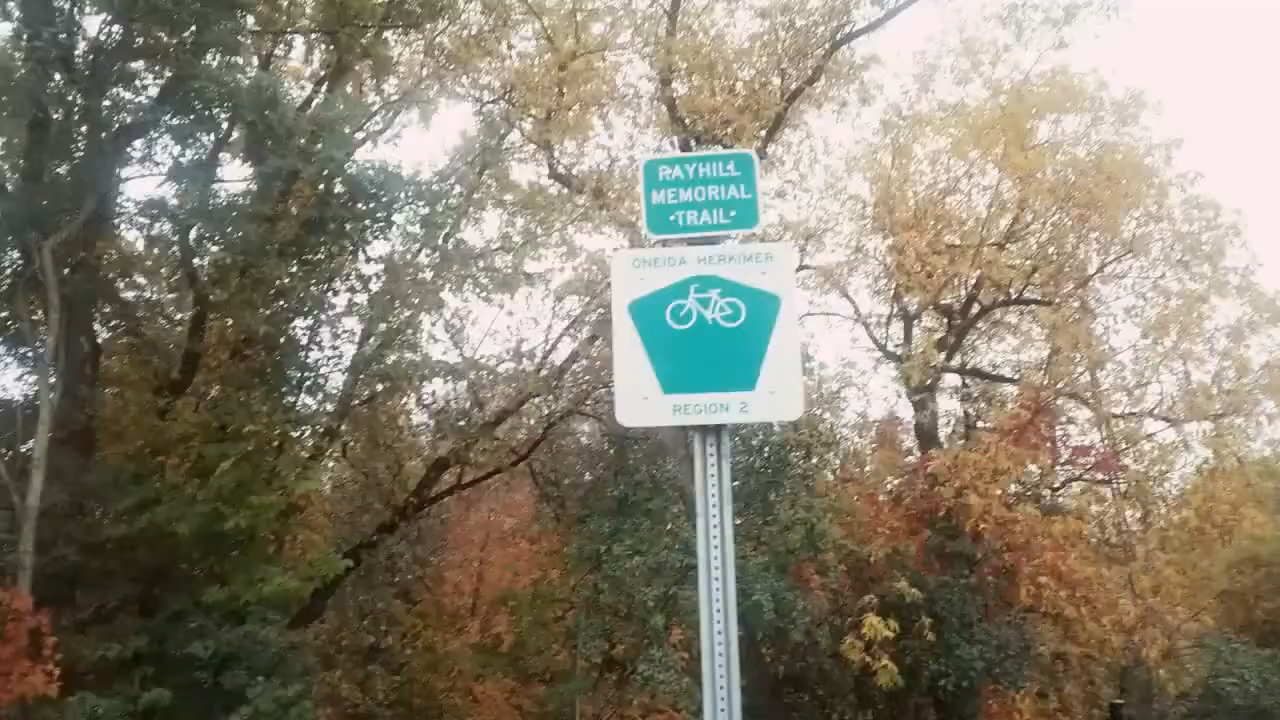 RAYHILL
MEMORIAL
·TRAIL·
ONEIDA HERKIMER
REGION 2